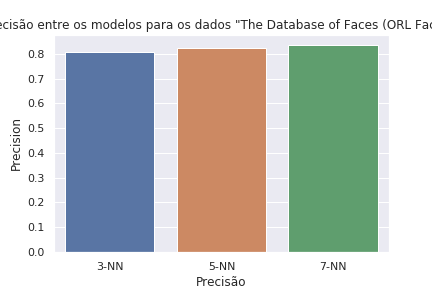 ecisão entre os modelos para os dados "The Database of Faces (ORL Fac
0.8
0.7
0.6
0.5
0.4
0.3
0.2
0.1
0.0
Precision
3-NN 5-NN 7-NN
Precisão